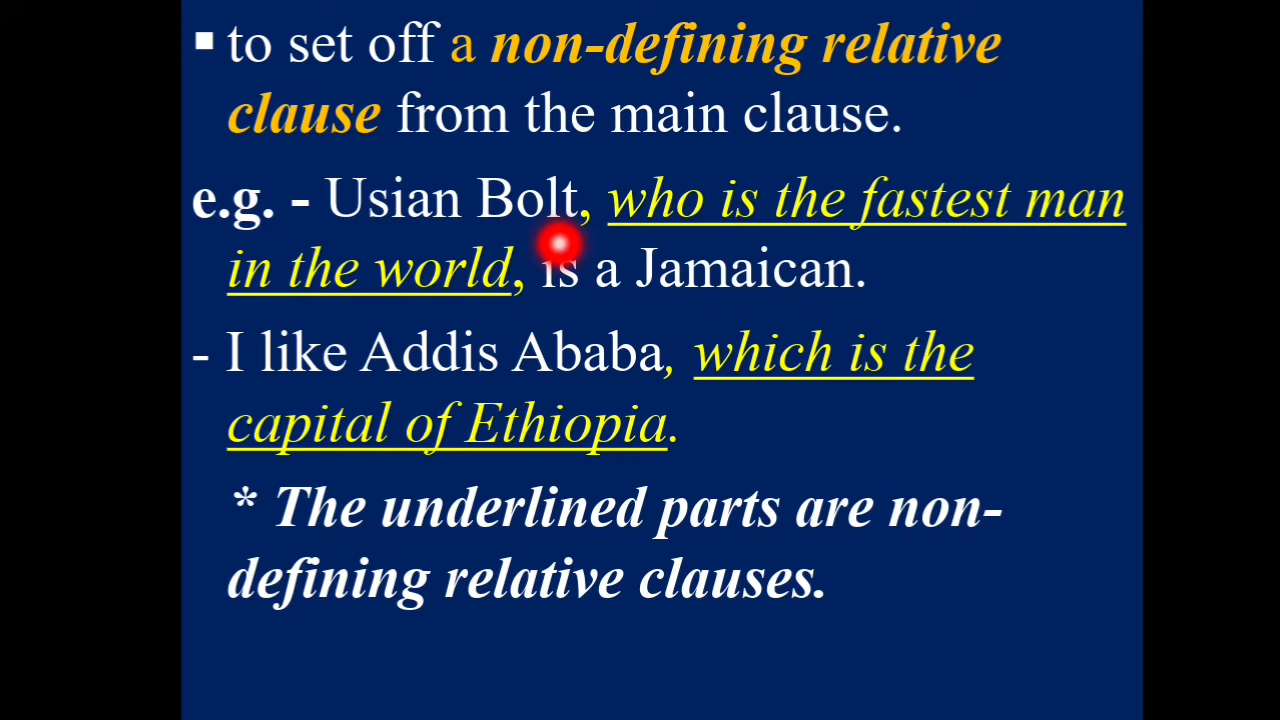 ▪ to set off a non-defining relative
clause from the main clause.
e.g. - Usian Bolt, who is the fastest man
in the world, is a Jamaican.
- I like Addis Ababa, which is the
capital of Ethiopia.
* The underlined parts are non-
defining relative clauses.